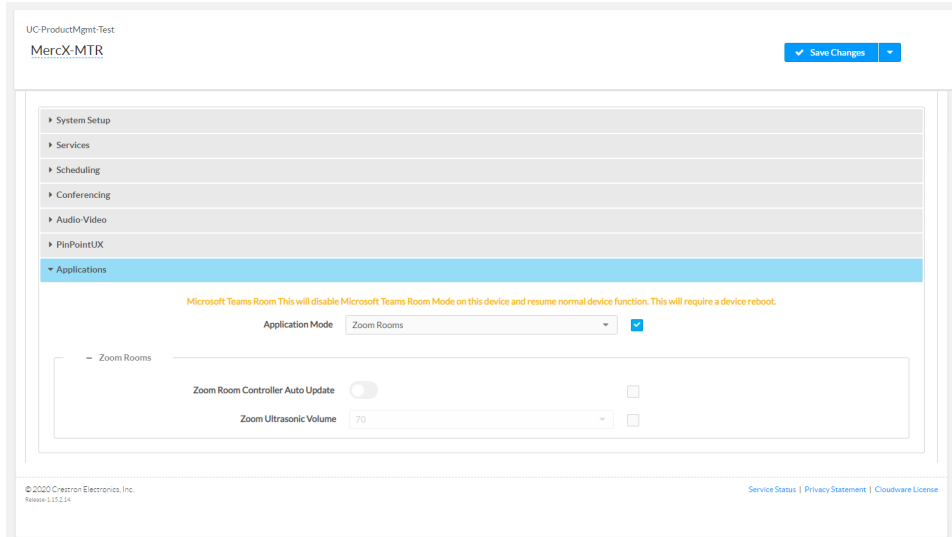 UC-ProductMgmt-Test
MercX-MTR
Save Changes
System Setup
Services
Scheduling
Conferencing
Audio-Video
PinPointUX
Applications
Microsoft Teams Room This will disable Microsoft Teams Room Mode on this device and resume normal device function. This will require a device reboot.
Application Mode Zoom Rooms
Zoom Rooms
Zoom Room Controller Auto Update
Zoom Ultrasonic Volume 70
© 2020 Crestron Electronics, Inc. Service Status | Privacy Statement | Cloudware License
Release-1.15.2.14